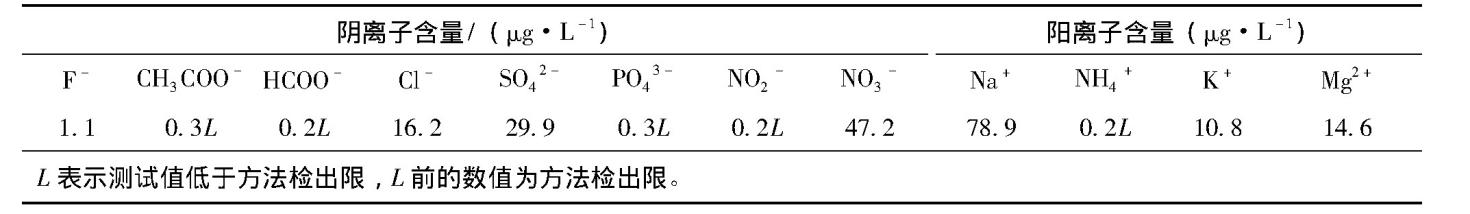 阴离子含量/（μg·L⁻¹） 阳离子含量（μg·L⁻¹）
F⁻ CH₃COO⁻ HCOO⁻ Cl⁻ SO₄²⁻ PO₄³⁻ NO₂⁻ NO₃⁻ Na⁺ NH₄⁺ K⁺ Mg²⁺
1.1 0.3L 0.2L 16.2 29.9 0.3L 0.2L 47.2 78.9 0.2L 10.8 14.6
L 表示测试值低于方法检出限，L前的数值为方法检出限。